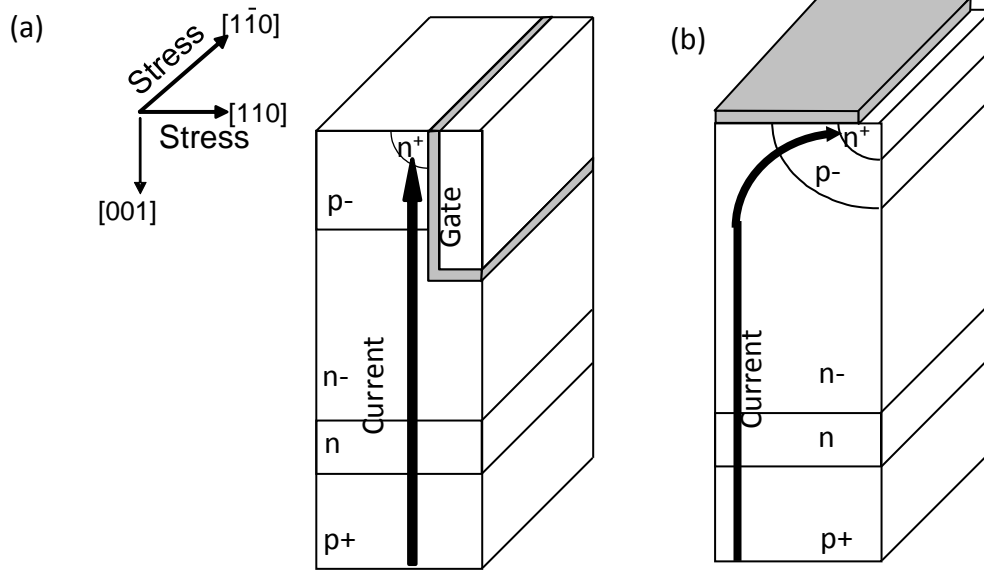 (a)
[11̄0]
Stress
[110]
Stress
[001]
n+
p-
Gate
n-
Current
n
p+
(b)
n+
p-
Current
n-
n
p+